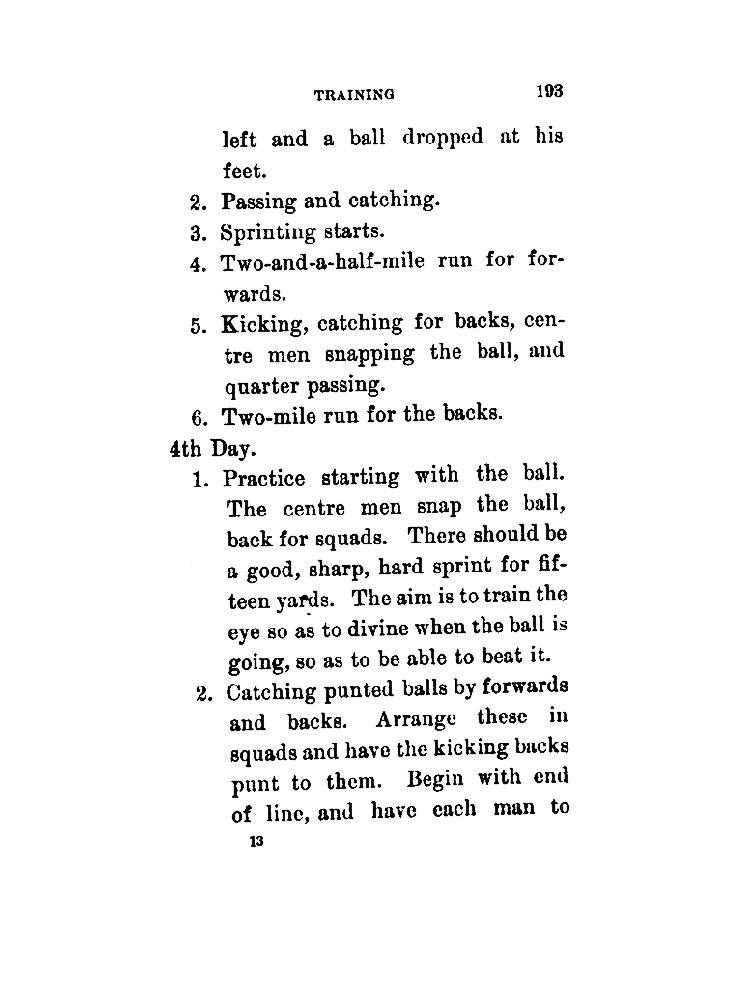 TRAINING 193
left and a ball dropped at his
feet.
2. Passing and catching.
3. Sprinting starts.
4. Two-and-a-half-mile run for for-
wards.
5. Kicking, catching for backs, cen-
tre men snapping the ball, and
quarter passing.
6. Two-mile run for the backs.
4th Day.
1. Practice starting with the ball.
The centre men snap the ball,
back for squads. There should be
a good, sharp, hard sprint for fif-
teen yards. The aim is to train the
eye so as to divine when the ball is
going, so as to be able to beat it.
2. Catching punted balls by forwards
and backs. Arrange these in
squads and have the kicking backs
punt to them. Begin with end
of line, and have each man to
13